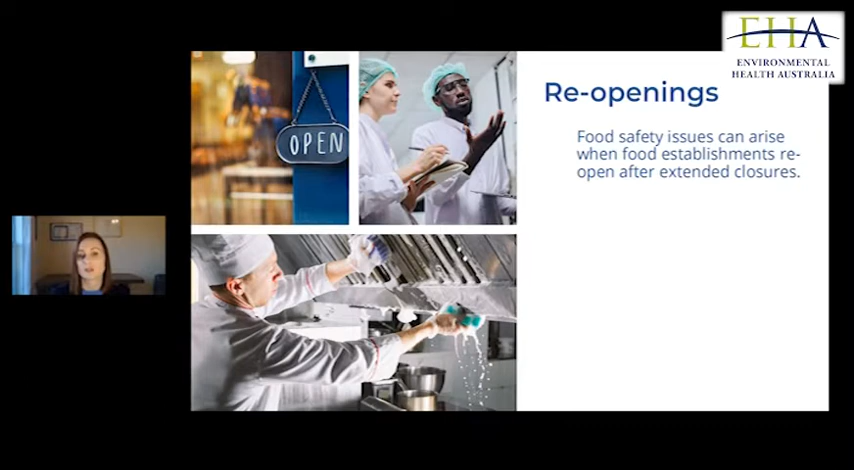 EHA
ENVIRONMENTAL
HEALTH AUSTRALIA
Re-openings
Food safety issues can arise
when food establishments re-
open after extended closures.
OPEN